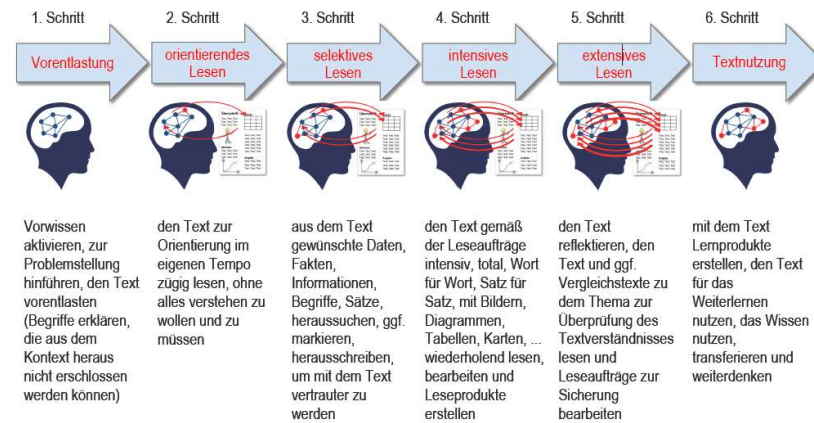 1. Schritt
2. Schritt
3. Schritt
4. Schritt
5. Schritt
6. Schritt
Vorentlastung
orientierendes
Lesen
selektives
Lesen
intensives
Lesen
extensives
Lesen
Textnutzung
Vorwissen
aktivieren, zur
Problemstellung
hinführen, den Text
vorentlasten
(Begriffe erklären,
die aus dem
Kontext heraus
nicht erschlossen
werden können)
den Text zur
Orientierung im
eigenen Tempo
zügig lesen, ohne
alles verstehen zu
wollen und zu
müssen
aus dem Text
gewünschte Daten,
Fakten,
Informationen,
Begriffe, Sätze,
heraussuchen, ggf.
markieren,
herausschreiben,
um mit dem Text
vertrauter zu
werden
den Text gemäß
der Leseaufträge
intensiv, total, Wort
für Wort, Satz für
Satz, mit Bildern,
Diagrammen,
Tabellen, Karten, ...
wiederholend lesen,
bearbeiten und
Leseprodukte
erstellen
den Text
reflektieren, den
Text und ggf.
Vergleichstexte zu
dem Thema zur
Überprüfung des
Textverständnisses
lesen und
Leseaufträge zur
Sicherung
bearbeiten
mit dem Text
Lernprodukte
erstellen, den Text
für das
Weiterlernen
nutzen, das Wissen
nutzen,
transferieren und
weiterdenken